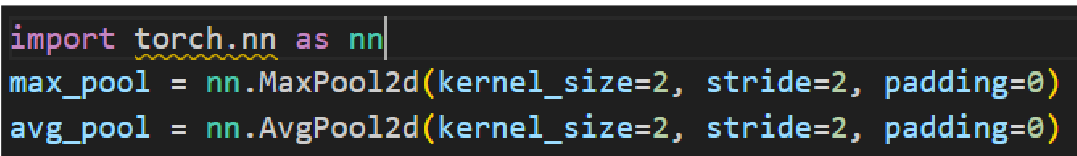 import torch.nn as nn
max_pool = nn.MaxPool2d(kernel_size=2, stride=2, padding=0)
avg_pool = nn.AvgPool2d(kernel_size=2, stride=2, padding=0)